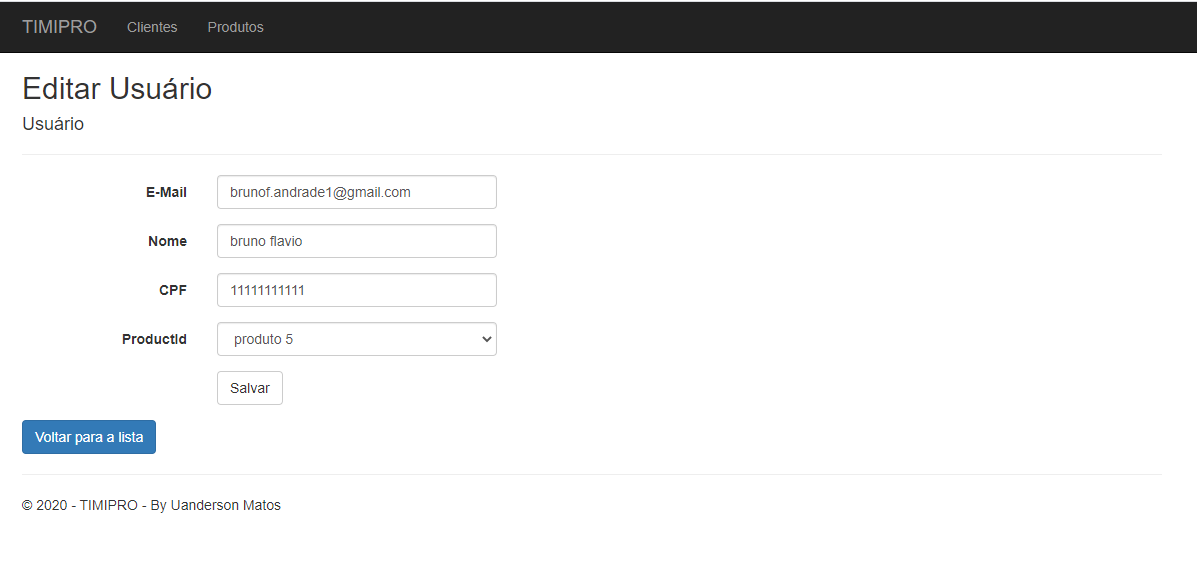 TIMIPRO Clientes Produtos
Editar Usuário
Usuário
E-Mail brunof.andrade1@gmail.com
Nome bruno flavio
CPF 11111111111
ProductId produto 5
Salvar
Voltar para a lista
© 2020 - TIMIPRO - By Uanderson Matos